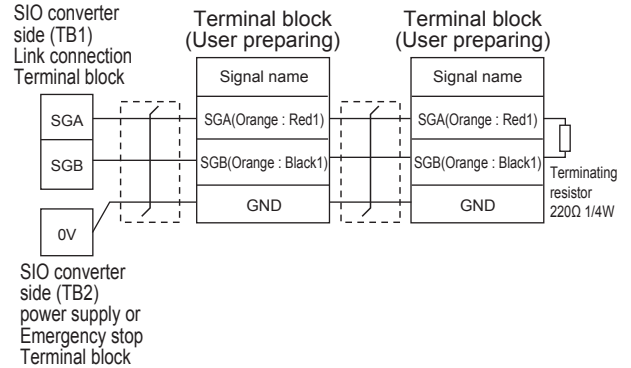 SIO converter
side (TB1)
Link connection
Terminal block
SGA
SGB
0V
SIO converter
side (TB2)
power supply or
Emergency stop
Terminal block
Terminal block
(User preparing)
Signal name
SGA(Orange : Red1)
SGB(Orange : Black1)
GND
Terminal block
(User preparing)
Signal name
SGA(Orange : Red1)
SGB(Orange : Black1)
GND
Terminating
resistor
220Ω 1/4W